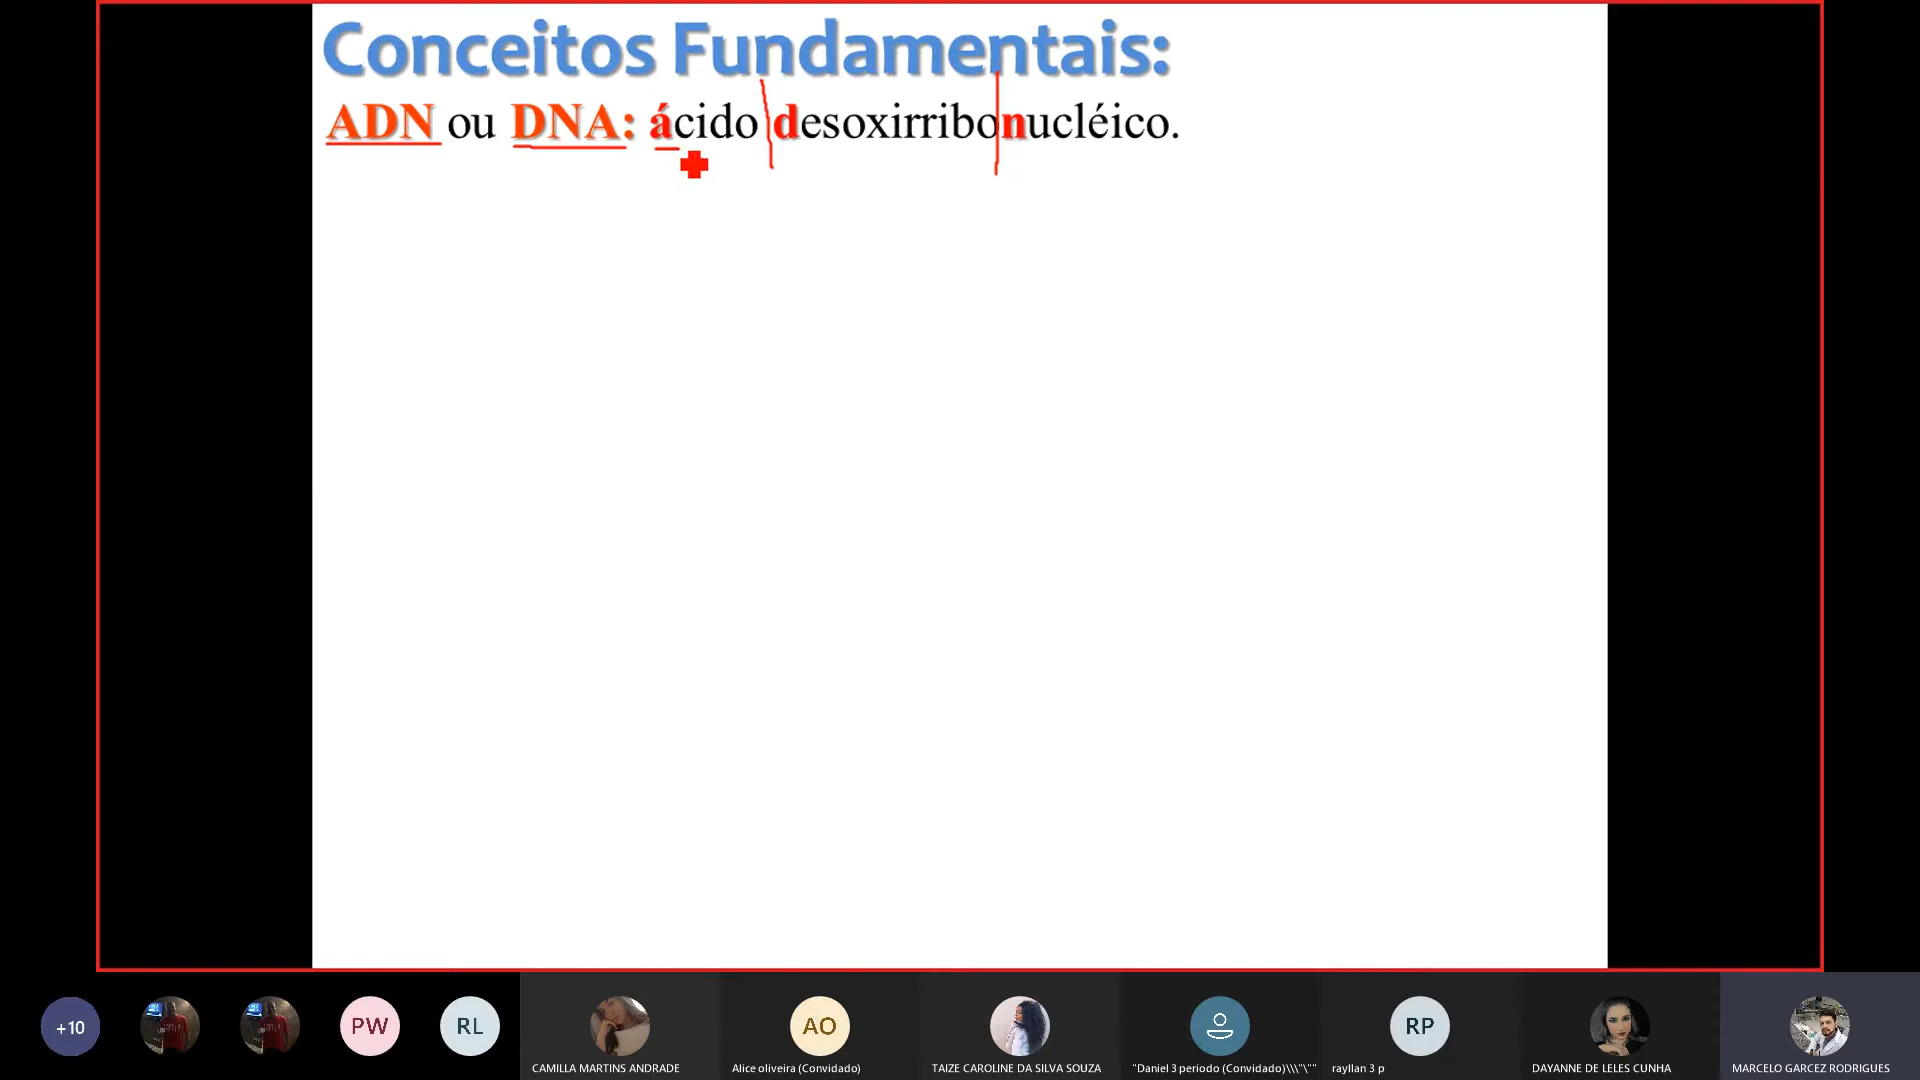 Conceitos Fundamentais:
ADN ou DNA: ácido desoxirribonucléico.
+10
PW
RL
CAMILLA MARTINS ANDRADE
AO
Alice oliveira (Convidado)
TAIZE CAROLINE DA SILVA SOUZA
"Daniel 3 periodo (Convidado)\\\"\""
RP
rayllan 3 p
DAYANNE DE LELES CUNHA
MARCELO GARCEZ RODRIGUES